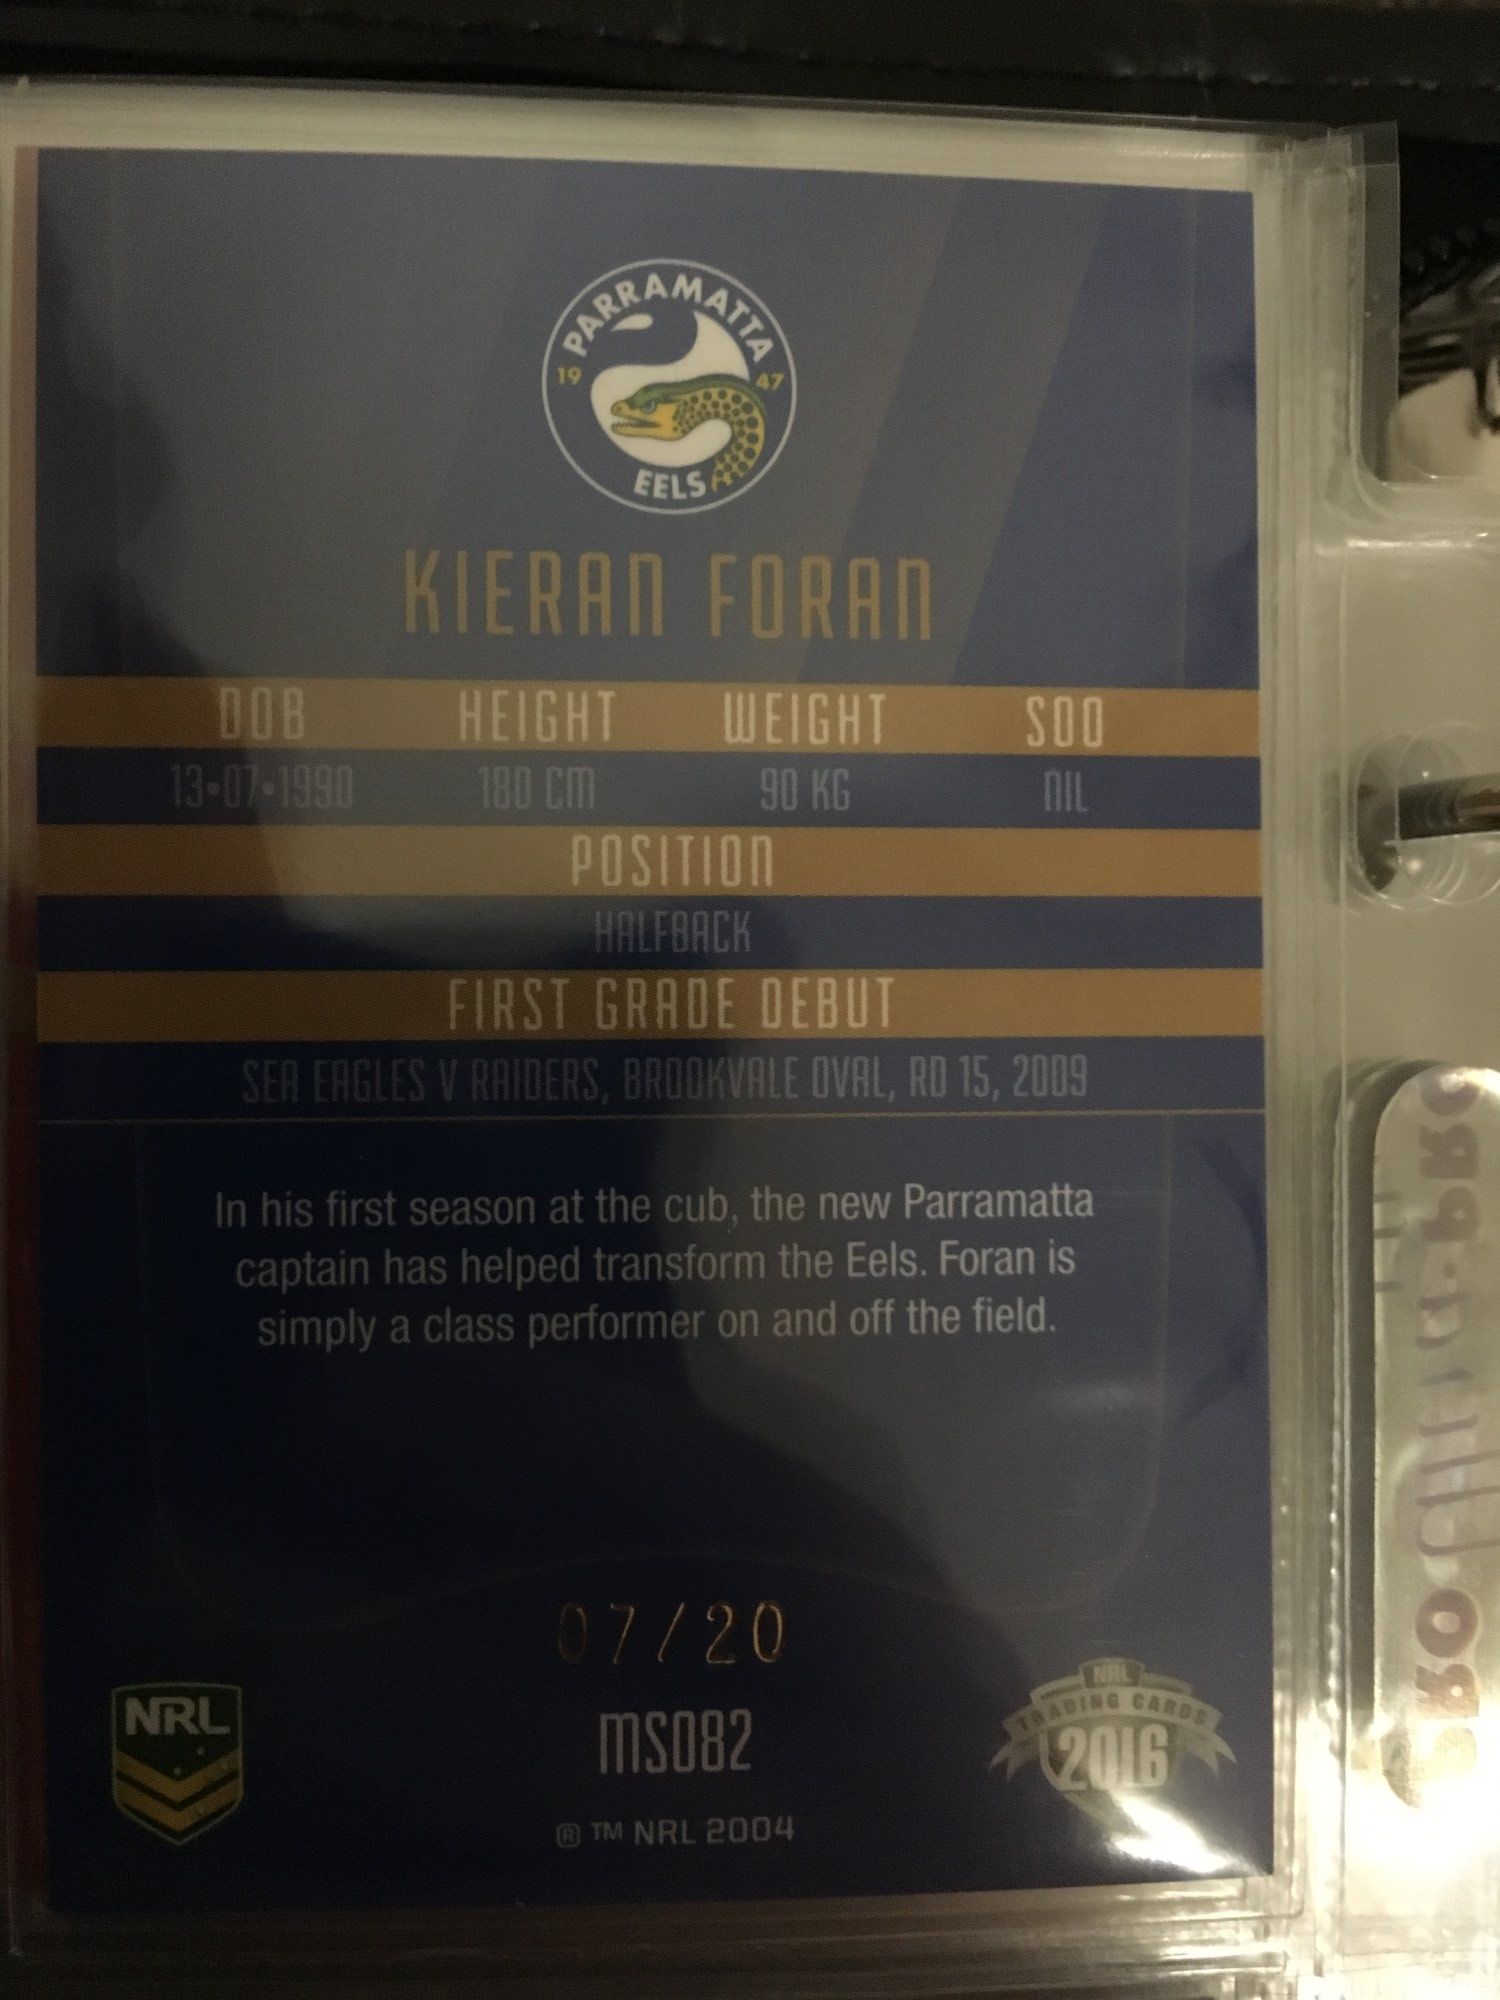 PARRAMATTA
19 47
EELS
KIERAN FORAN
DOB HEIGHT WEIGHT SOO
13•07•1990 180 CM 90 KG NIL
POSITION
HALFBACK
FIRST GRADE DEBUT
SEA EAGLES V RAIDERS, BROOKVALE OVAL, RD 15, 2009
In his first season at the cub, the new Parramatta
captain has helped transform the Eels. Foran is
simply a class performer on and off the field.
07/20
MS082
® ™ NRL 2004
NRL
NRL
TRADING CARDS
2016